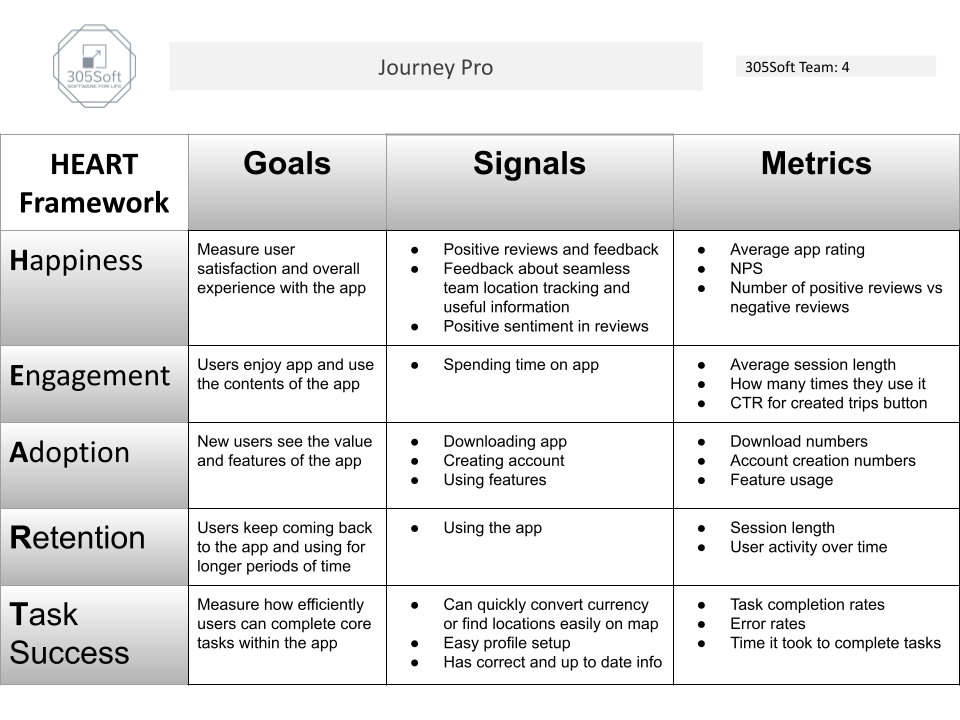 305Soft
SOFTWARE FOR LIFE
Journey Pro
305Soft Team: 4
HEART
Framework
Goals
Signals
Metrics
Happiness
Measure user
satisfaction and overall
experience with the app
● Positive reviews and feedback
● Feedback about seamless
team location tracking and
useful information
● Positive sentiment in reviews
● Average app rating
● NPS
● Number of positive reviews vs
negative reviews
Engagement
Users enjoy app and use
the contents of the app
● Spending time on app
● Average session length
● How many times they use it
● CTR for created trips button
Adoption
New users see the value
and features of the app
● Downloading app
● Creating account
● Using features
● Download numbers
● Account creation numbers
● Feature usage
Retention
Users keep coming back
to the app and using for
longer periods of time
● Using the app
● Session length
● User activity over time
Task
Success
Measure how efficiently
users can complete core
tasks within the app
● Can quickly convert currency
or find locations easily on map
● Easy profile setup
● Has correct and up to date info
● Task completion rates
● Error rates
● Time it took to complete tasks